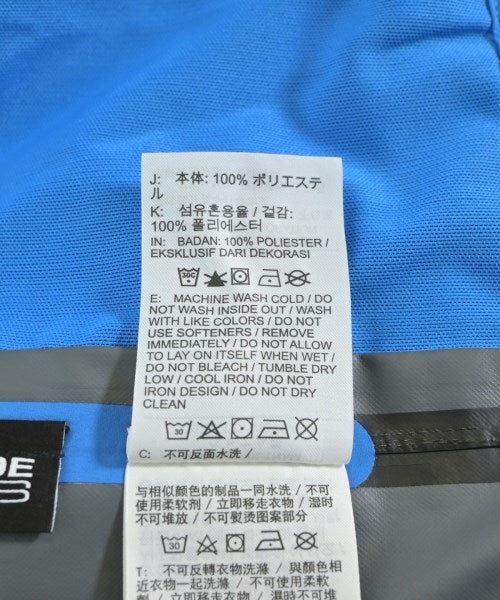 J: 本体: 100% ポリエステ
ル
K: 섬유혼용율 / 겉감:
100% 폴리에스터
IN: BADAN: 100% POLIESTER /
EKSKLUSIF DARI DEKORASI
30C
E: MACHINE WASH COLD / DO
NOT WASH INSIDE OUT / WASH
WITH LIKE COLORS / DO NOT
USE SOFTENERS / REMOVE
IMMEDIATELY / DO NOT ALLOW
TO LAY ON ITSELF WHEN WET /
DO NOT BLEACH / TUMBLE DRY
LOW / COOL IRON / DO NOT
IRON DESIGN / DO NOT DRY
CLEAN
30
C: 不可反面水洗 /
与相似颜色的制品一同水洗 / 不可
使用柔软剂 / 立即移走衣物 / 湿时
不可堆放 / 不可熨烫图案部分
30
T: 不可反轉衣物洗滌 / 與顏色相
近衣物一起洗滌 / 不可使用柔軟
DE